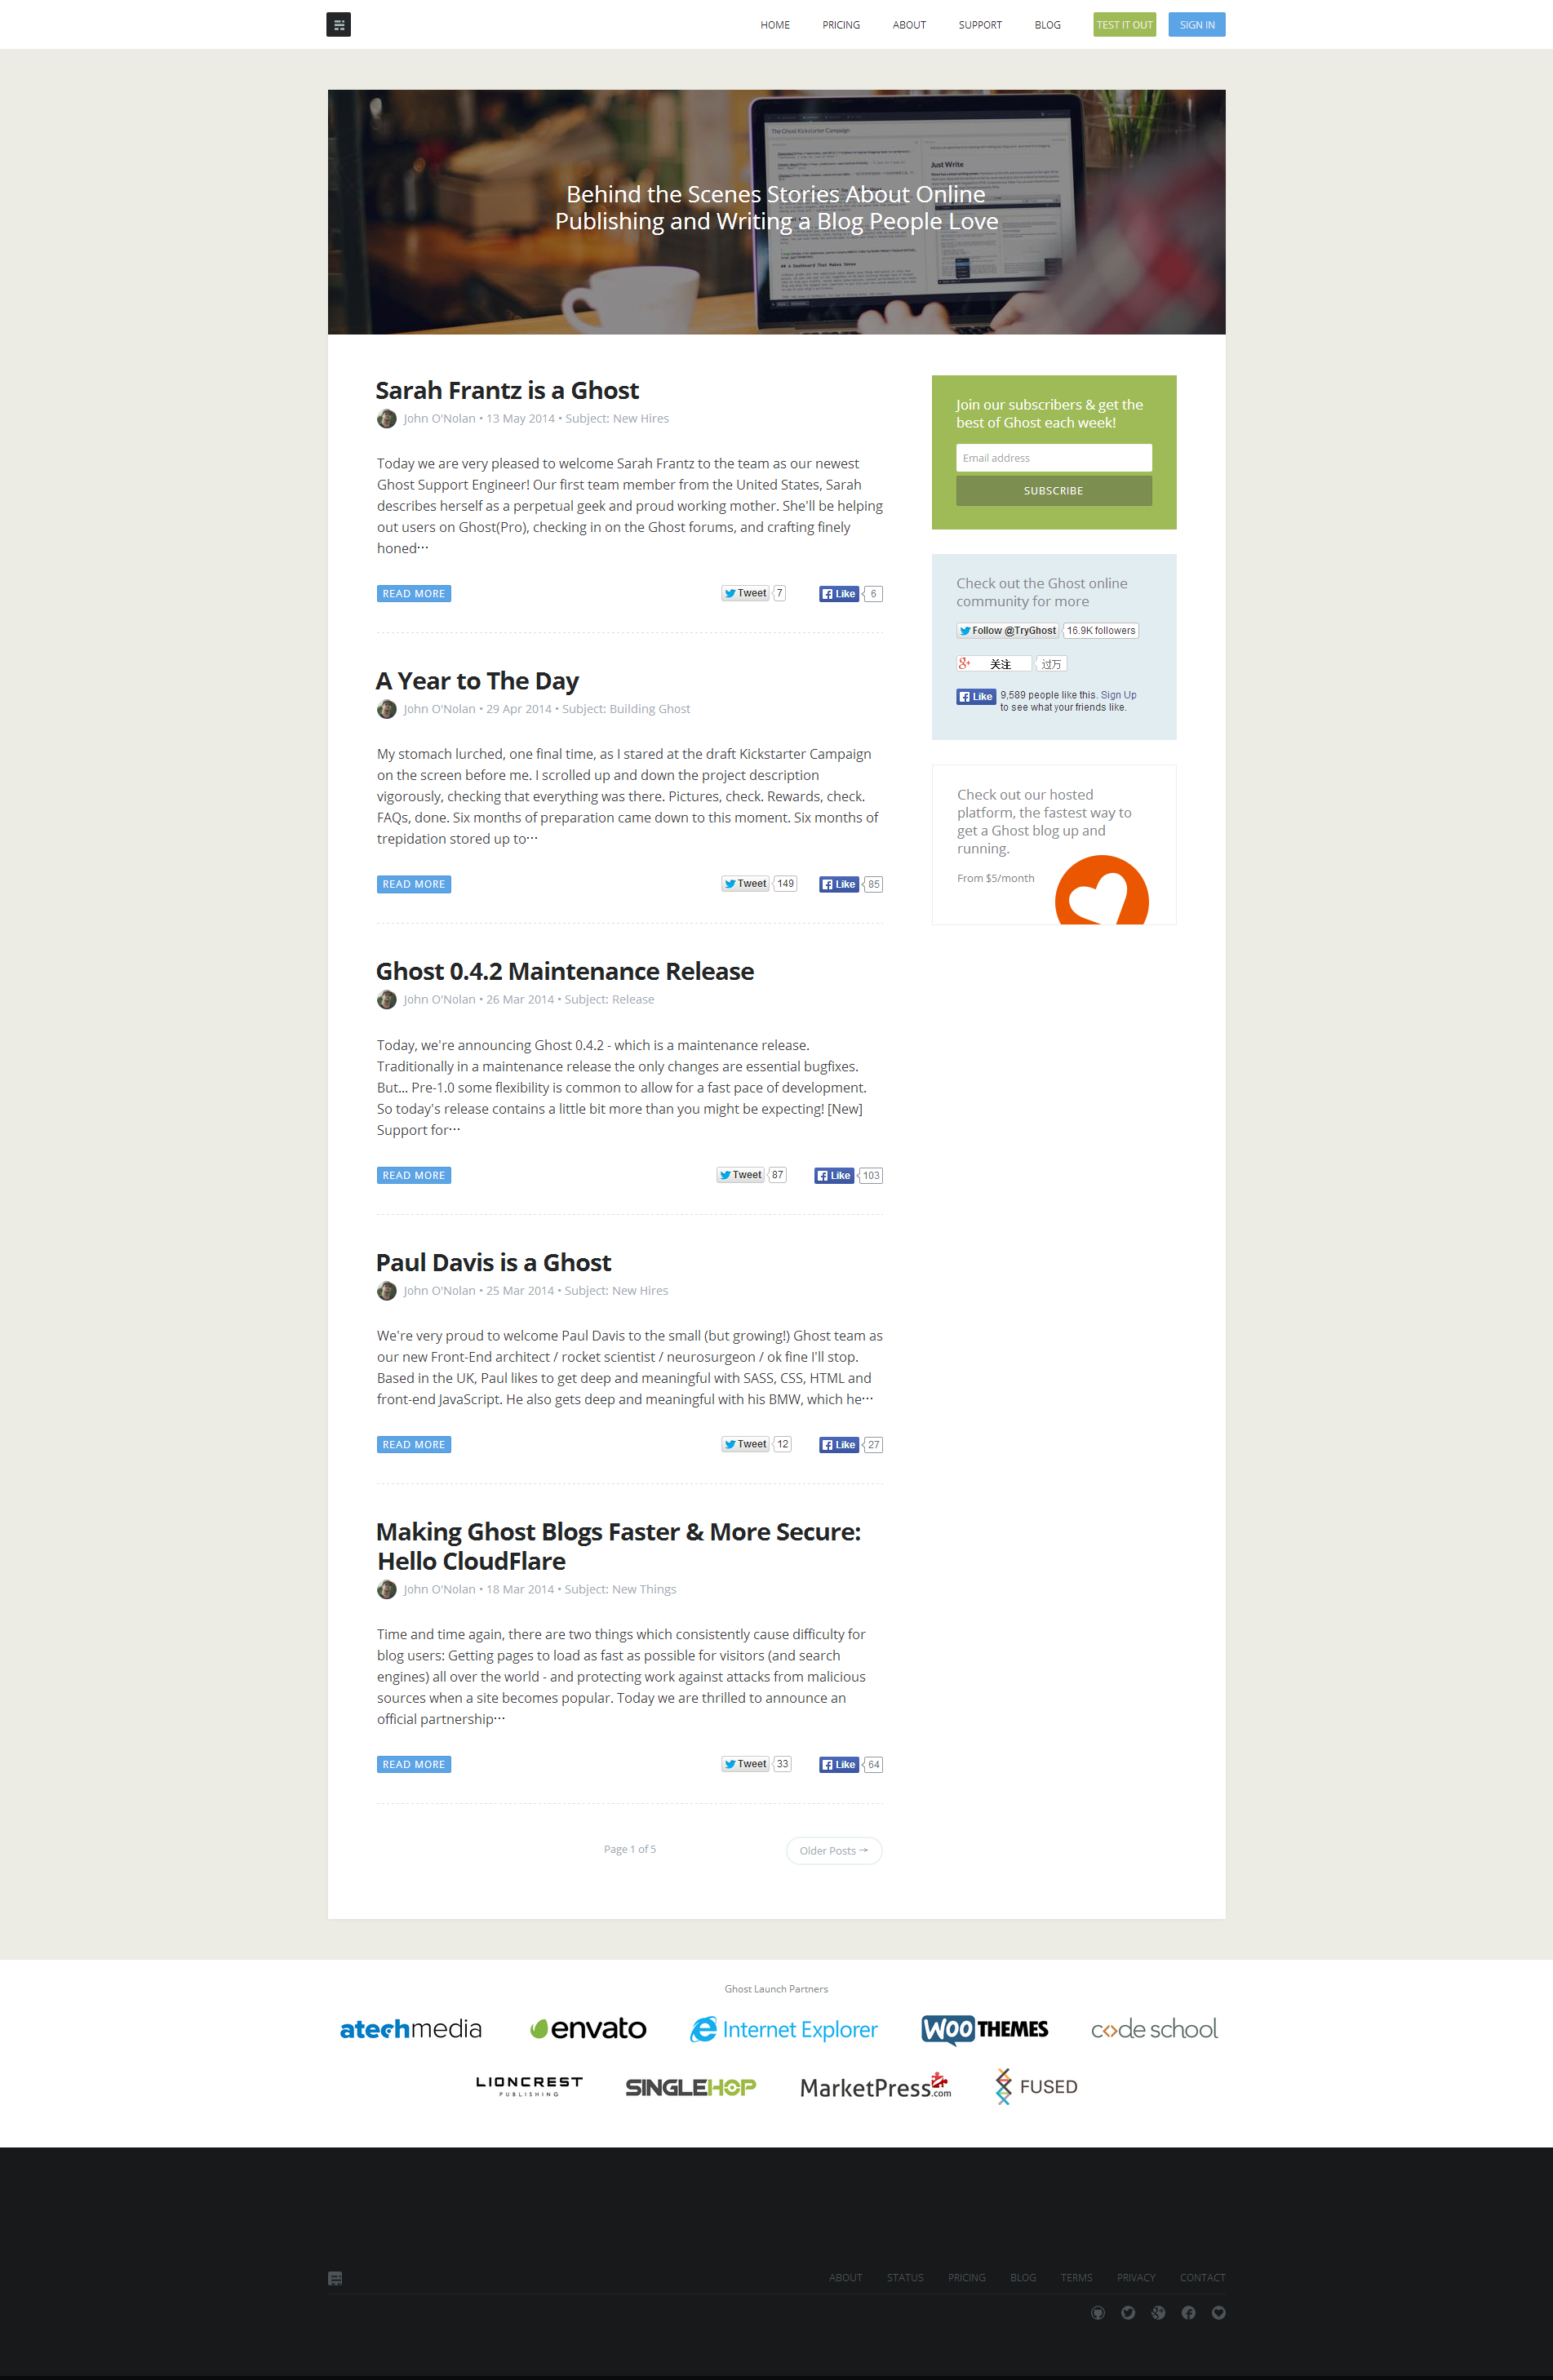 HOME PRICING ABOUT SUPPORT BLOG TEST IT OUT SIGN IN
The Ghost Kickstarter Campaign
Just Write
## A Dashboard That Makes Sense
Behind the Scenes Stories About Online
Publishing and Writing a Blog People Love
Sarah Frantz is a Ghost
John O'Nolan • 13 May 2014 • Subject: New Hires
Today we are very pleased to welcome Sarah Frantz to the team as our newest
Ghost Support Engineer! Our first team member from the United States, Sarah
describes herself as a perpetual geek and proud working mother. She'll be helping
out users on Ghost(Pro), checking in on the Ghost forums, and crafting finely
honed···
READ MORE Tweet 7 Like 6
A Year to The Day
John O'Nolan • 29 Apr 2014 • Subject: Building Ghost
My stomach lurched, one final time, as I stared at the draft Kickstarter Campaign
on the screen before me. I scrolled up and down the project description
vigorously, checking that everything was there. Pictures, check. Rewards, check.
FAQs, done. Six months of preparation came down to this moment. Six months of
trepidation stored up to···
READ MORE Tweet 149 Like 85
Ghost 0.4.2 Maintenance Release
John O'Nolan • 26 Mar 2014 • Subject: Release
Today, we're announcing Ghost 0.4.2 - which is a maintenance release.
Traditionally in a maintenance release the only changes are essential bugfixes.
But... Pre-1.0 some flexibility is common to allow for a fast pace of development.
So today's release contains a little bit more than you might be expecting! [New]
Support for···
READ MORE Tweet 87 Like 103
Paul Davis is a Ghost
John O'Nolan • 25 Mar 2014 • Subject: New Hires
We're very proud to welcome Paul Davis to the small (but growing!) Ghost team as
our new Front-End architect / rocket scientist / neurosurgeon / ok fine I'll stop.
Based in the UK, Paul likes to get deep and meaningful with SASS, CSS, HTML and
front-end JavaScript. He also gets deep and meaningful with his BMW, which he···
READ MORE Tweet 12 Like 27
Making Ghost Blogs Faster & More Secure:
Hello CloudFlare
John O'Nolan • 18 Mar 2014 • Subject: New Things
Time and time again, there are two things which consistently cause difficulty for
blog users: Getting pages to load as fast as possible for visitors (and search
engines) all over the world - and protecting work against attacks from malicious
sources when a site becomes popular. Today we are thrilled to announce an
official partnership···
READ MORE Tweet 33 Like 64
Page 1 of 5 Older Posts →
Join our subscribers & get the
best of Ghost each week!
Email address
SUBSCRIBE
Check out the Ghost online
community for more
Follow @TryGhost 16.9K followers
g+ 关注 过万
Like 9,589 people like this. Sign Up
to see what your friends like.
Check out our hosted
platform, the fastest way to
get a Ghost blog up and
running.
From $5/month
Ghost Launch Partners
atechmedia envato Internet Explorer WOOTHEMES c<>de school
LIONCREST
PUBLISHING
SINGLEHOP MarketPress.com FUSED
ABOUT STATUS PRICING BLOG TERMS PRIVACY CONTACT